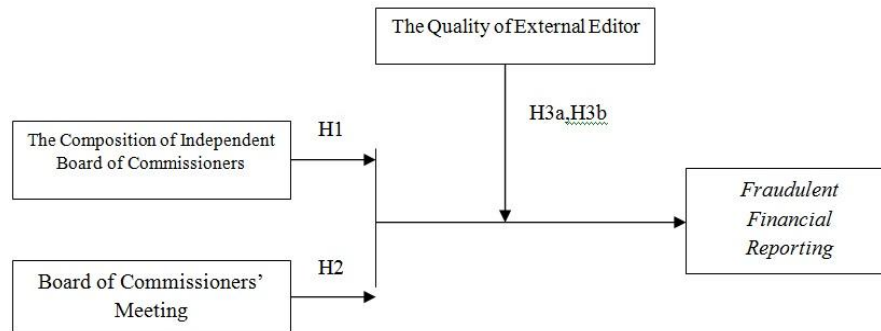 The Quality of External Editor
H3a,H3b
H1
The Composition of Independent
Board of Commissioners
Fraudulent
Financial
Reporting
H2
Board of Commissioners’
Meeting